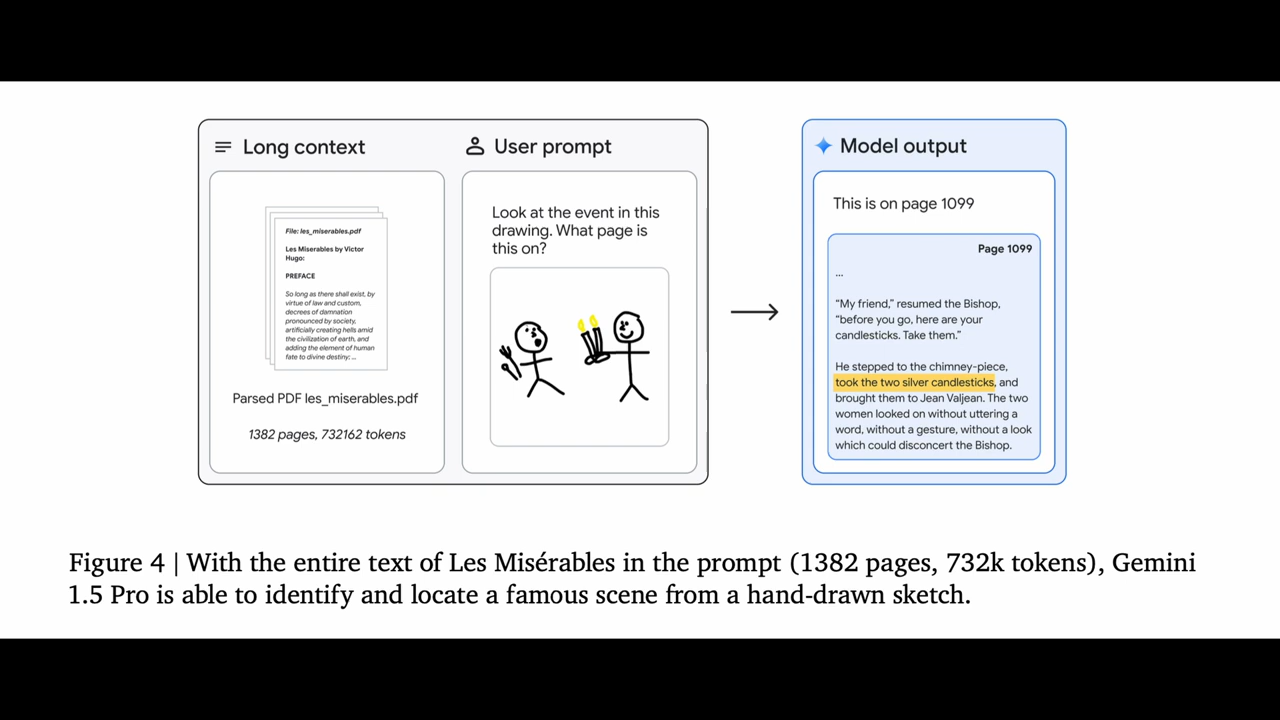 Long context
File: les_miserables.pdf
Les Miserables by Victor
Hugo:
PREFACE
So long as there shall exist, by
virtue of law and custom,
decrees of damnation
pronounced by society,
artificially creating hells amid
the civilization of earth, and
adding the element of human
fate to divine destiny; ...
Parsed PDF les_miserables.pdf
1382 pages, 732162 tokens
User prompt
Look at the event in this
drawing. What page is
this on?
Model output
This is on page 1099
Page 1099
...
“My friend,” resumed the Bishop,
“before you go, here are your
candlesticks. Take them.”
He stepped to the chimney-piece,
took the two silver candlesticks, and
brought them to Jean Valjean. The two
women looked on without uttering a
word, without a gesture, without a look
which could disconcert the Bishop.
Figure 4 | With the entire text of Les Misérables in the prompt (1382 pages, 732k tokens), Gemini
1.5 Pro is able to identify and locate a famous scene from a hand-drawn sketch.